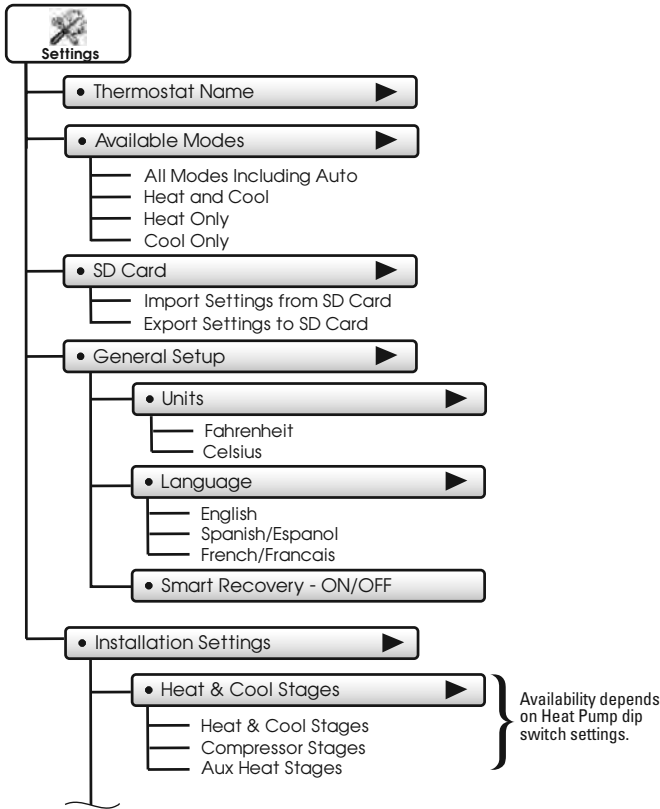 Settings
• Thermostat Name
• Available Modes
All Modes Including Auto
Heat and Cool
Heat Only
Cool Only
• SD Card
Import Settings from SD Card
Export Settings to SD Card
• General Setup
• Units
Fahrenheit
Celsius
• Language
English
Spanish/Espanol
French/Francais
• Smart Recovery - ON/OFF
• Installation Settings
• Heat & Cool Stages
Heat & Cool Stages
Compressor Stages
Aux Heat Stages
Availability depends
on Heat Pump dip
switch settings.